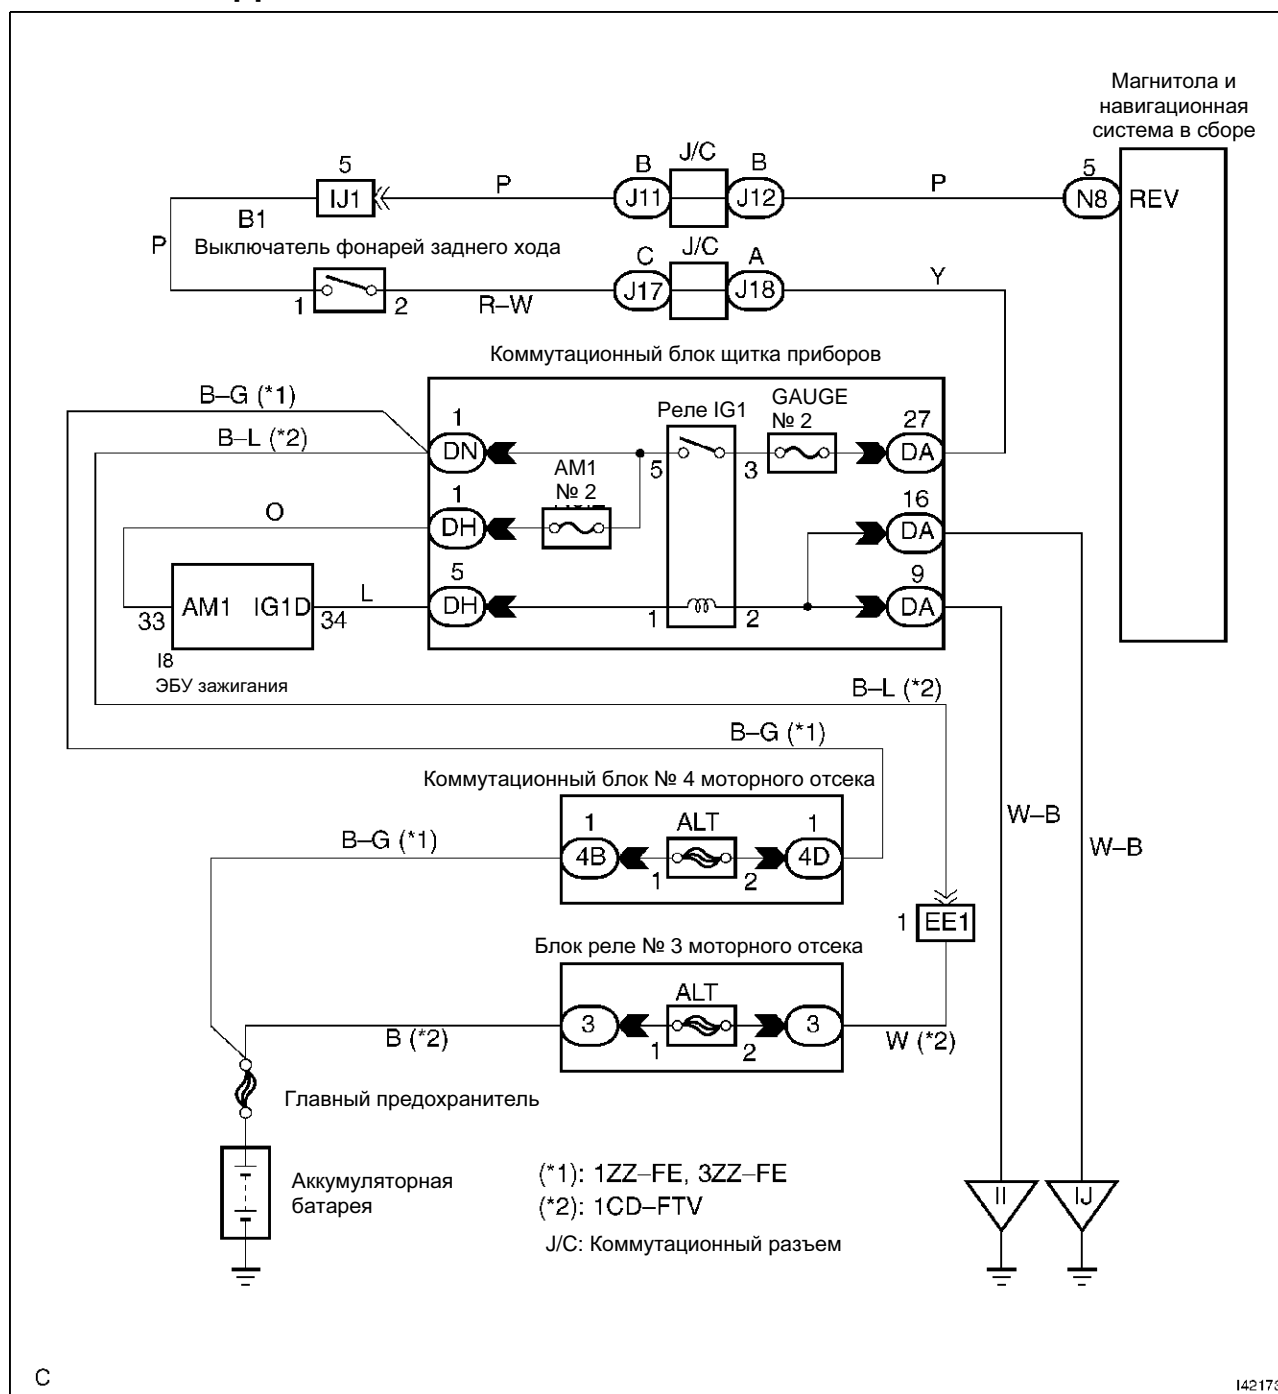 Магнитола и
навигационная
система в сборе
5
IJ1
P
B
J11
J/C
B
J12
P
5
N8
REV
B1
P
Выключатель фонарей заднего хода
1
2
R–W
C
J17
J/C
A
J18
Y
Коммутационный блок щитка приборов
B–G (*1)
B–L (*2)
1
DN
Реле IG1
GAUGE
№ 2
27
DA
5
3
AM1
№ 2
1
DH
O
16
DA
33
AM1
IG1D
34
L
5
DH
1
2
9
DA
I8
ЭБУ зажигания
B–L (*2)
B–G (*1)
Коммутационный блок № 4 моторного отсека
W–B
W–B
B–G (*1)
1
4B
ALT
1
2
1
4D
1
EE1
Блок реле № 3 моторного отсека
B (*2)
3
ALT
1
2
3
W (*2)
Главный предохранитель
Аккумуляторная
батарея
(*1): 1ZZ–FE, 3ZZ–FE
(*2): 1CD–FTV
J/C: Коммутационный разъем
II
IJ
C
I42173